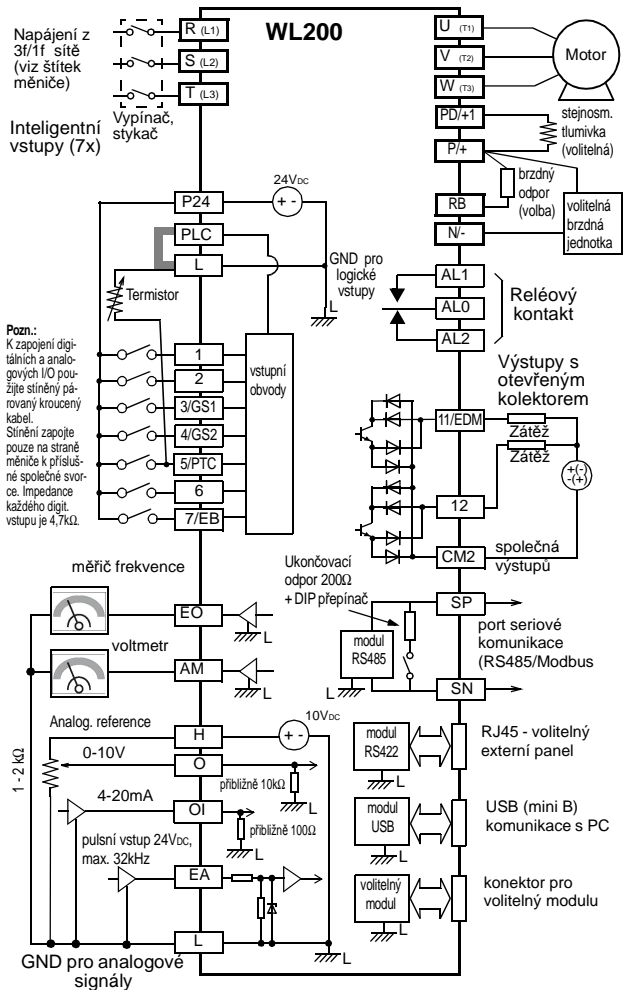 WL200
Napájení z
3f/1f sítě
(viz štítek
měniče)
R (L1)
S (L2)
T (L3)
Vypínač,
stykač
Inteligentní
vstupy (7x)
U (T1)
V (T2)
W (T3)
Motor
PD/+1
P/+
stejnosm.
tlumivka
(volitelná)
brzdný
odpor
(volba)
RB
N/-
volitelná
brzdná
jednotka
24VDC
+ -
P24
PLC
L
GND pro
logické
vstupy
L
Termistor
AL1
AL0
AL2
Reléový
kontakt
Pozn.:
K zapojení digi-
tálních a analo-
gových I/O pou-
žijte stíněný pá-
rovaný kroucený
kabel.
Stínění zapojte
pouze na straně
měniče k přísluš-
né společné svor-
ce. Impedance
každého digit.
vstupu je 4,7kΩ.
1
2
3/GS1
4/GS2
5/PTC
6
7/EB
vstupní
obvody
Výstupy s
otevřeným
kolektorem
11/EDM
Zátěž
Zátěž
+(-)
-(+)
12
CM2
společná
výstupů
měřič frekvence
EO
L
voltmetr
AM
L
Ukončovací
odpor 200Ω
+ DIP přepínač
SP
modul
RS485
L
SN
port seriové
komunikace
(RS485/Modbus
Analog. reference
H
10VDC
+ -
0-10V
O
přibližně 10kΩ
L
1 - 2 kΩ
4-20mA
OI
přibližně 100Ω
L
pulsní vstup 24VDC,
max. 32kHz
EA
L
L
GND pro analogové
signály
modul
RS422
L
RJ45 - volitelný
externí panel
modul
USB
L
USB (mini B)
komunikace s PC
volitelný
modul
L
konektor pro
volitelný modulu